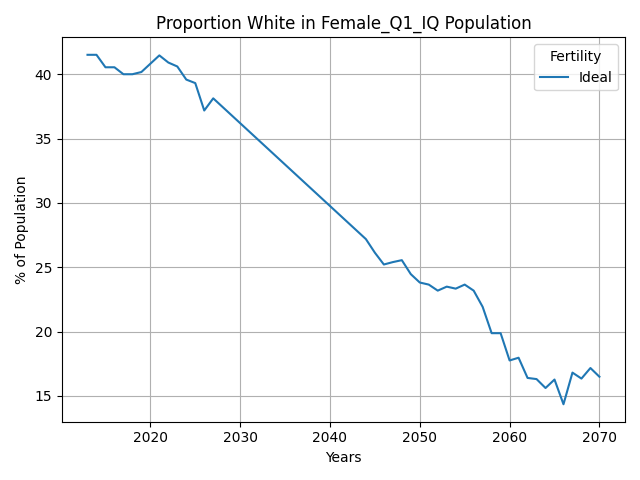 Proportion White in Female_Q1_IQ Population
Fertility
Ideal
% of Population
40
35
30
25
20
15
2020 2030 2040 2050 2060 2070
Years